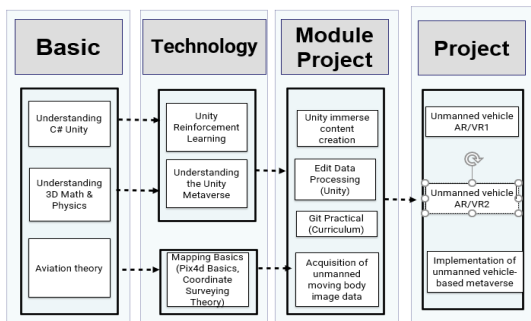 Basic
Understanding
C# Unity
Understanding
3D Math &
Physics
Aviation theory
Technology
Unity
Reinforcement
Learning
Understanding
the Unity
Metaverse
Mapping Basics
(Pix4d Basics,
Coordinate
Surveying
Theory)
Module
Project
Unity immerse
content
creation
Edit Data
Processing
(Unity)
Git Practical
(Curriculum)
Acquisition of
unmanned
moving body
image data
Project
Unmanned vehicle
AR/VR1
Unmanned vehicle
AR/VR2
Implementation of
unmanned vehicle-
based metaverse